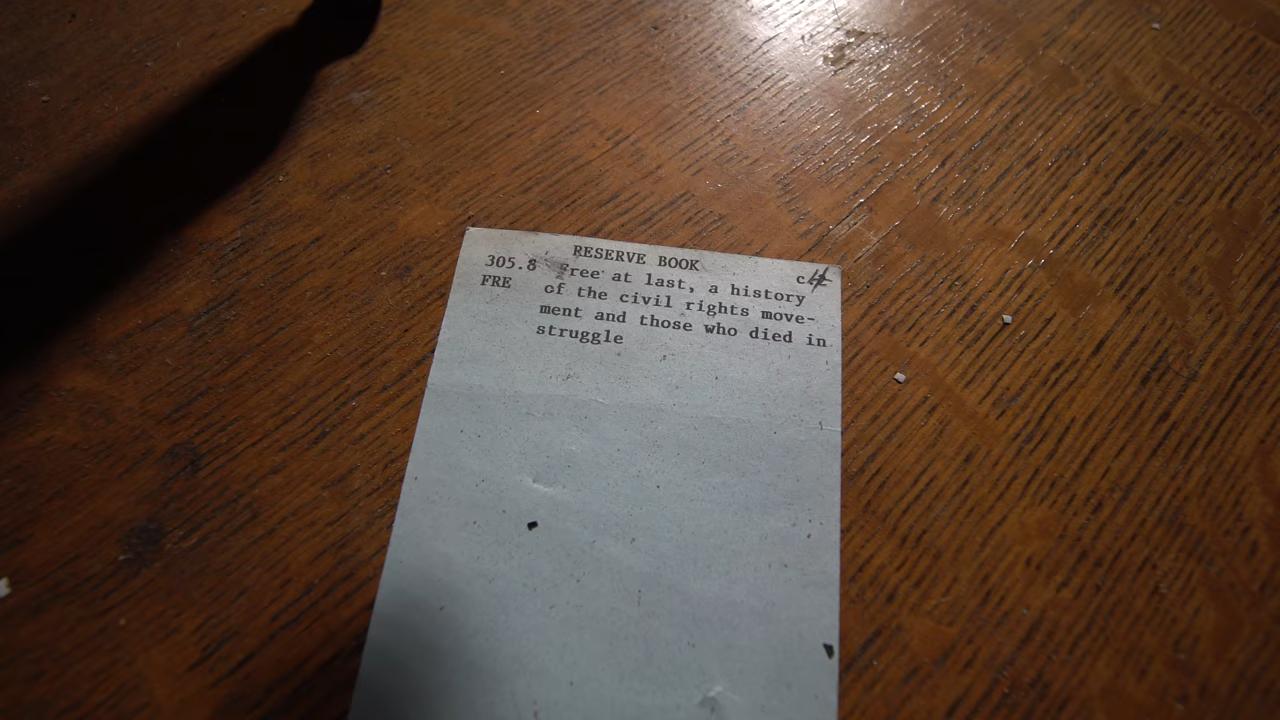 RESERVE BOOK
305.8 Free at last, a history c4
FRE of the civil rights move-
ment and those who died in
struggle